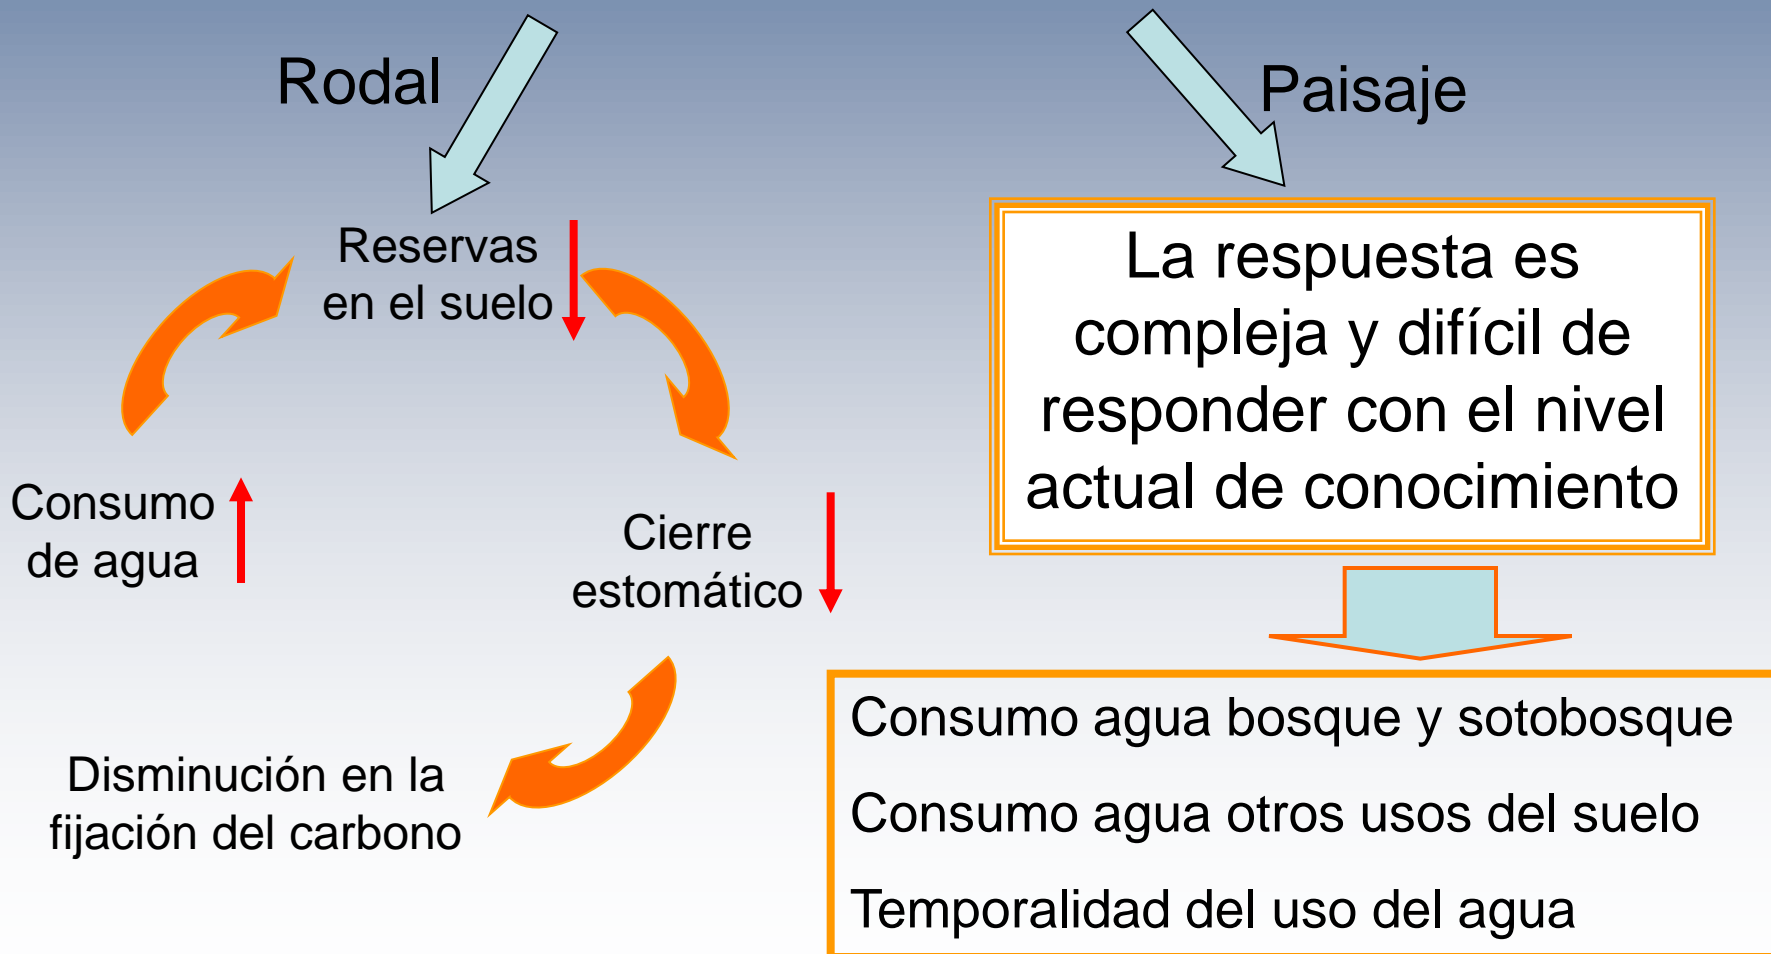 Rodal
Paisaje
Reservas
en el suelo
Consumo
de agua
Cierre
estomático
Disminución en la
fijación del carbono
La respuesta es
compleja y difícil de
responder con el nivel
actual de conocimiento
Consumo agua bosque y sotobosque
Consumo agua otros usos del suelo
Temporalidad del uso del agua